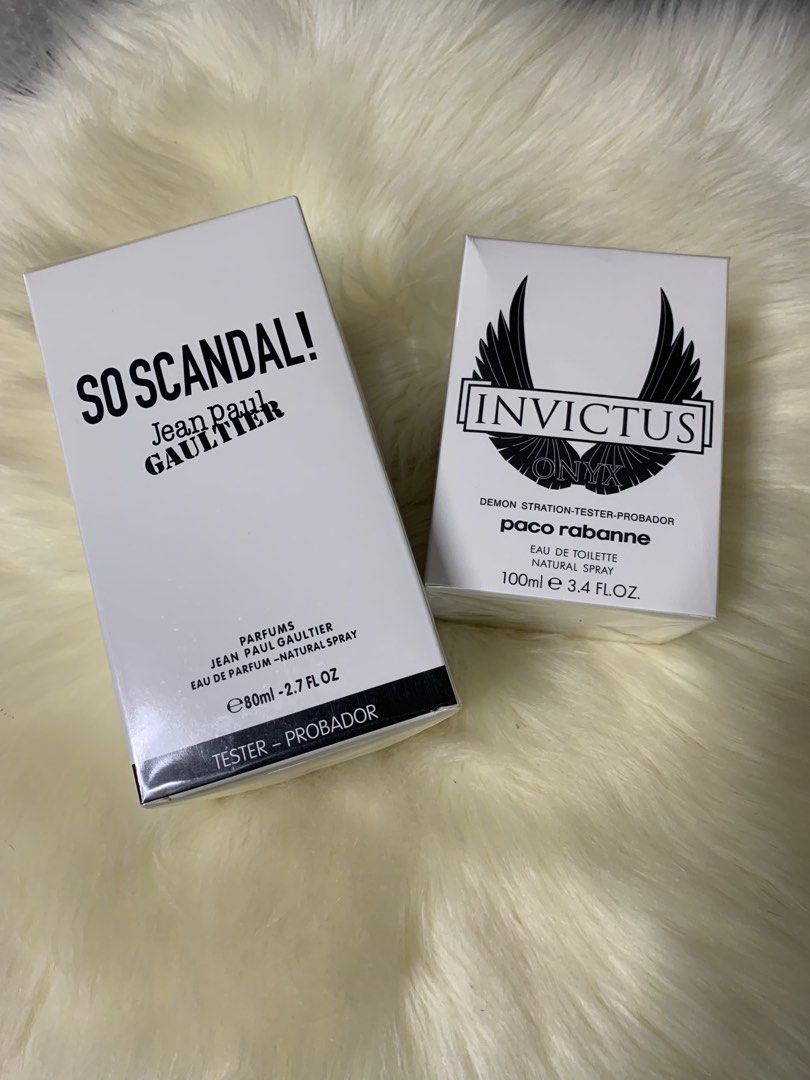 SO SCANDAL!
Jean Paul
GAULTIER
PARFUMS
JEAN PAUL GAULTIER
EAU DE PARFUM -NATURAL SPRAY
℮80ml -2.7 FL OZ
TESTER – PROBADOR
INVICTUS
ONYX
DEMON STRATION-TESTER-PROBADOR
paco rabanne
EAU DE TOILETTE
NATURAL SPRAY
100ml ℮ 3.4 FL.OZ.